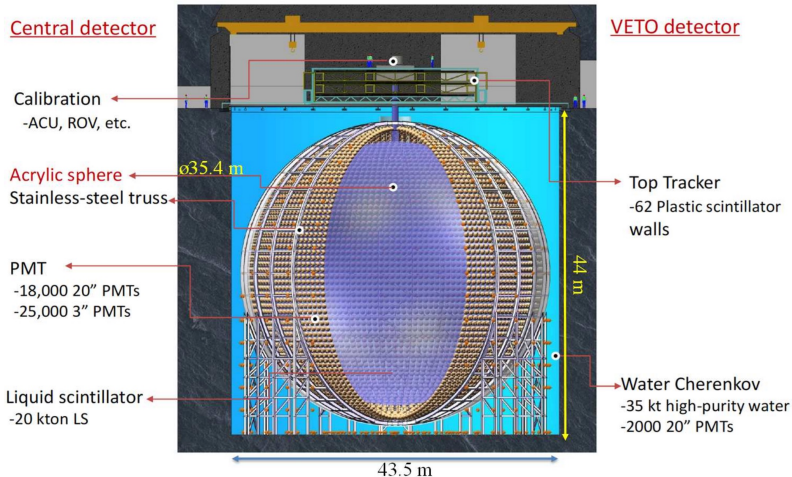 Central detector
VETO detector
Calibration
-ACU, ROV, etc.
Acrylic sphere
ø35.4 m
Stainless-steel truss
Top Tracker
-62 Plastic scintillator
walls
PMT
-18,000 20” PMTs
-25,000 3” PMTs
44 m
Liquid scintillator
-20 kton LS
Water Cherenkov
-35 kt high-purity water
-2000 20” PMTs
43.5 m